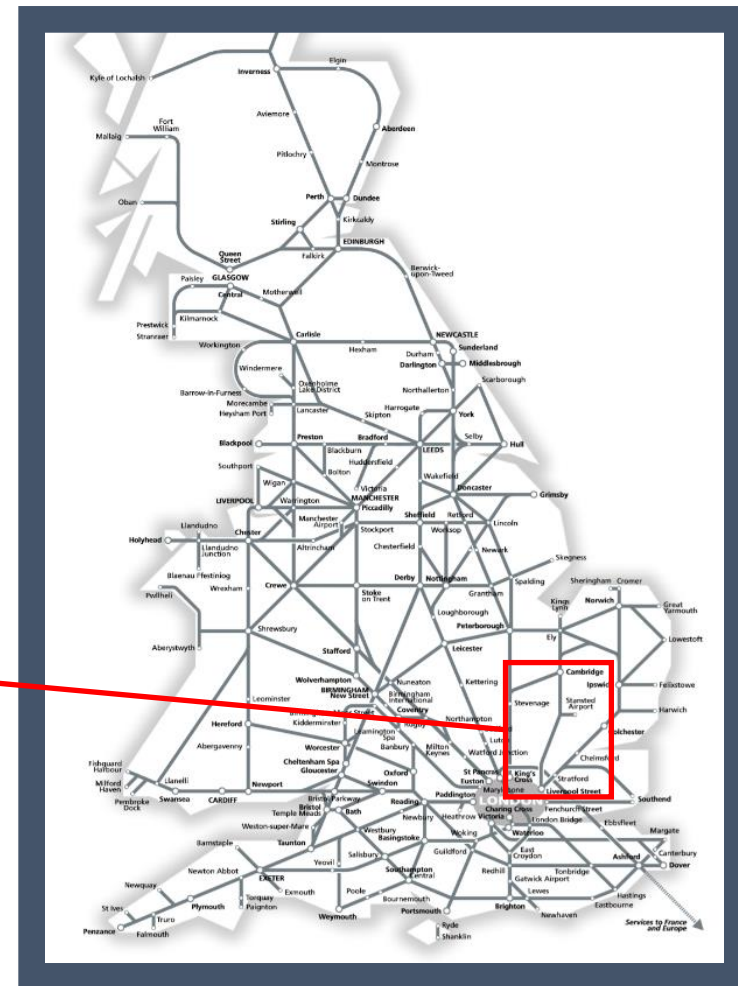 Elgin
Kyle of Lochalsh
Inverness
Aviemore
Fort
William
Mallaig
Aberdeen
Pitlochry
Montrose
Oban
Perth
Dundee
Stirling
Kirkcaldy
Queen
Street
EDINBURGH
Falkirk
Berwick-
upon-Tweed
Paisley
GLASGOW
Central
Motherwell
Prestwick
Kilmarnock
Stranraer
Carlisle
NEWCASTLE
Workington
Hexham
Sunderland
Durham
Darlington
Middlesbrough
Windermere
Oxenholme
Lake District
Scarborough
Barrow-in-Furness
Northallerton
Morecambe
Heysham Port
Lancaster
Harrogate
Skipton
York
Blackpool
Preston
Bradford
Selby
Hull
Blackburn
LEEDS
Southport
Huddersfield
Bolton
Wakefield
Wigan
Victoria
Doncaster
Grimsby
LIVERPOOL
Warrington
MANCHESTER
Piccadilly
Manchester
Airport
Sheffield
Retford
Lincoln
Llandudno
Stockport
Worksop
Holyhead
Chester
Llandudno
Junction
Altrincham
Chesterfield
Newark
Skegness
Blaenau Ffestiniog
Pwllheli
Wrexham
Crewe
Stoke
on Trent
Derby
Nottingham
Grantham
Spalding
Sheringham
Cromer
Kings
Lynn
Norwich
Great
Yarmouth
Loughborough
Aberystwyth
Shrewsbury
Peterborough
Ely
Lowestoft
Stafford
Leicester
Wolverhampton
Cambridge
BIRMINGHAM
New Street
Nuneaton
Kettering
Ipswich
Felixstowe
Leominster
Birmingham
International
Coventry
Stevenage
Stansted
Airport
Harwich
Kidderminster
Rugby
Northampton
Hereford
Leamington
Spa
Luton
Colchester
Abergavenny
Worcester
Banbury
Milton
Keynes
Watford Junction
Chelmsford
Fishguard
Harbour
Cheltenham Spa
Gloucester
Oxford
St Pancras
King's
Cross
Stratford
Milford
Haven
Llanelli
Swindon
Euston
Marylebone
Liverpool Street
Pembroke
Dock
Swansea
CARDIFF
Newport
Bristol Parkway
Reading
Paddington
LONDON
Fenchurch Street
Southend
Bristol
Temple Meads
Bath
Newbury
Heathrow
Victoria
Charing Cross
London Bridge
Ebbsfleet
Weston-super-Mare
Westbury
Basingstoke
Woking
Waterloo
Margate
Barnstaple
Taunton
Salisbury
Guildford
East
Croydon
Canterbury
Newton Abbot
Yeovil
Southampton
Central
Redhill
Tonbridge
Ashford
Dover
Newquay
EXETER
Exmouth
Poole
Gatwick Airport
St Ives
Plymouth
Torquay
Paignton
Bournemouth
Lewes
Hastings
Eastbourne
Truro
Weymouth
Portsmouth
Brighton
Newhaven
Penzance
Falmouth
Ryde
Shanklin
Services to France
and Europe